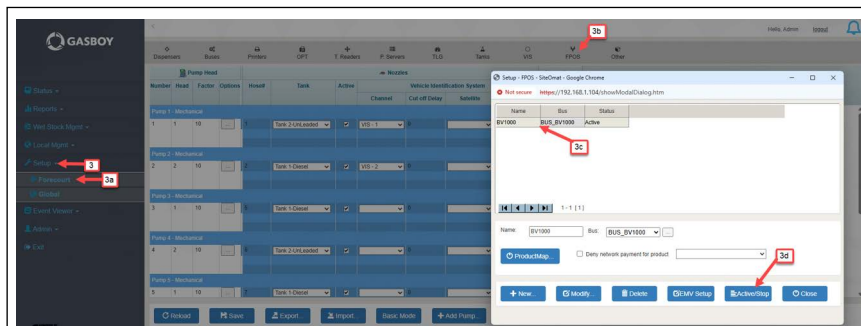 GASBOY
Hello, Admin logout
3b
Dispensers Buses Printers OPT T. Readers P. Servers TLG Tanks VIS FPOS Other
Pump Head Nozzles
Number Head Factor Options Hose# Tank Active Vehicle Identification System
Channel Cut off Delay Satellite
Status
Reports
Wet Stock Mgmt
Local Mgmt
Setup 3
Forecourt 3a
Global
Event Viewer
Admin
Exit
Pump 1 - Mechanical
1 1 10 ... Tank 2-UnLeaded VIS - 1
Pump 2 - Mechanical
2 2 10 ... Tank 1-Diesel VIS - 2
Pump 3 - Mechanical
3 1 10 ... Tank 1-Diesel
Pump 4 - Mechanical
4 2 10 ... Tank 2-UnLeaded
Pump 5 - Mechanical
5 1 10 ... Tank 1-Diesel
Reload Save Export... Import... Basic Mode Add Pump...
Setup - FPOS - SiteOmat - Google Chrome
Not secure https://192.168.1.104/showModalDialog.htm
Name Bus Status
BV1000 BUS_BV1000 Active
3c
1-1 [1]
Name: BV1000 Bus: BUS_BV1000 ...
ProductMap... Deny network payment for product
3d
New... Modify... Delete EMV Setup Active/Stop Close